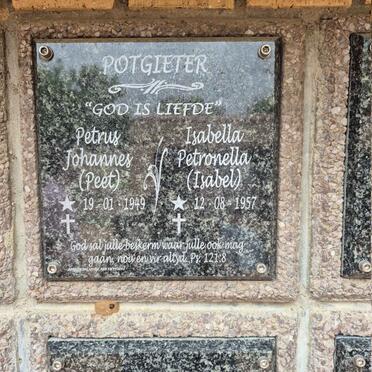 POTGIETER
"GOD IS LIEFDE"
Petrus Isabella
Johannes Petronella
(Peet) (Isabel)
19-01-1949 12-08-1957
God sal julle beskerm waar julle ook mag
gaan, nou en vir altyd. Ps. 121:8